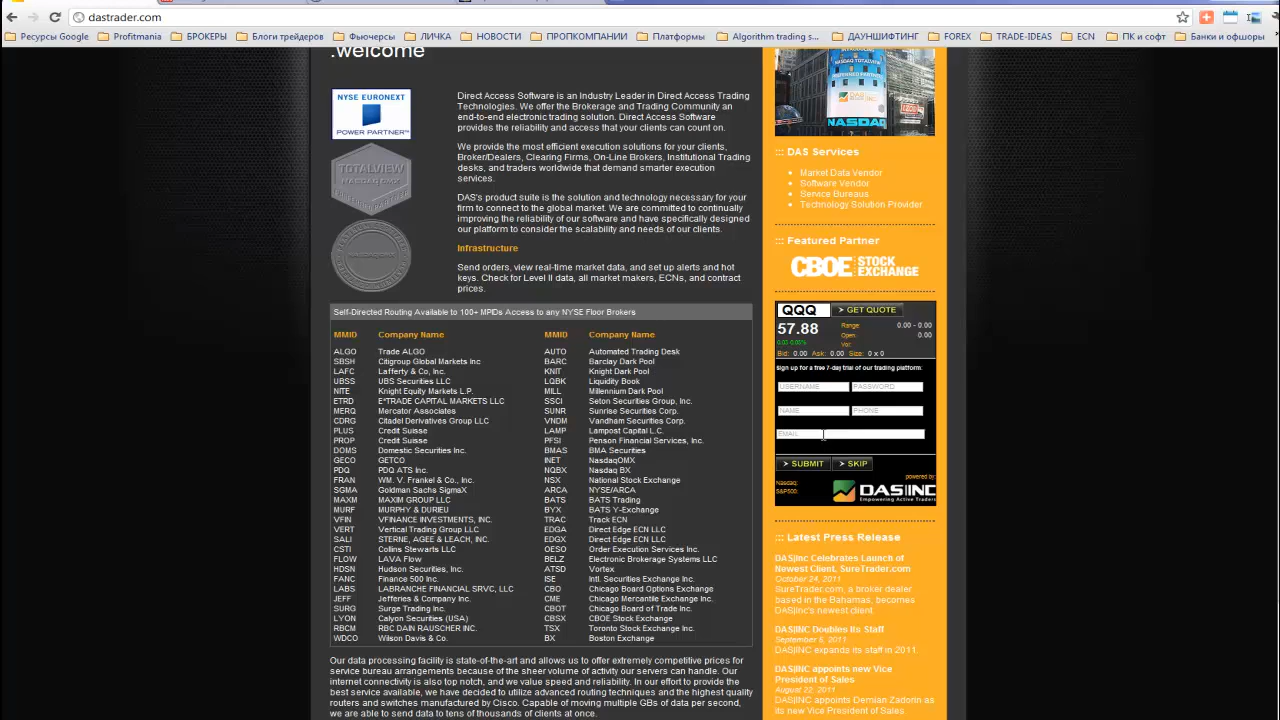 dastrader.com
Ресурсы Google
Profitmania
БРОКЕРЫ
Блоги трейдеров
Фьючерсы
ЛИЧКА
НОВОСТИ
ПРОПКОМПАНИИ
Платформы
Algorithm trading s...
ДАУНШИФТИНГ
FOREX
TRADE-IDEAS
ECN
ПК и софт
Банки и офшоры
.welcome
NYSE EURONEXT
POWER PARTNER™
TOTALVIEW
Direct Access Software is an Industry Leader in Direct Access Trading
Technologies. We offer the Brokerage and Trading Community an
end-to-end electronic trading solution. Direct Access Software
provides the reliability and access that your clients can count on.
We provide the most efficient execution solutions for your clients,
Broker/Dealers, Clearing Firms, On-Line Brokers, Institutional Trading
desks, and traders worldwide that demand smarter execution
services.
DAS's product suite is the solution and technology necessary for your
firm to connect to the global market. We are committed to continually
improving the reliability of our software and have specifically designed
our platform to consider the scalability and needs of our clients.
Infrastructure
Send orders, view real-time market data, and set up alerts and hot
keys. Check for Level II data, all market makers, ECNs, and contract
prices.
Self-Directed Routing Available to 100+ MPIDs Access to any NYSE Floor Brokers
MMID Company Name MMID Company Name
ALGO Trade ALGO AUTO Automated Trading Desk
SBSH Citigroup Global Markets Inc BARC Barclay Dark Pool
LAFC Lafferty & Co, Inc. KNIT Knight Dark Pool
UBSS UBS Securities LLC LQBK Liquidity Book
NITE Knight Equity Markets L.P. MILL Millennium Dark Pool
ETRD E*TRADE CAPITAL MARKETS LLC SSCI Seton Securities Group, Inc.
MERQ Mercator Associates SUNR Sunrise Securities Corp.
CDRG Citadel Derivatives Group LLC VNDM Vandham Securities Corp.
PLUS Credit Suisse LAMP Lampost Capital L.C.
PROP Credit Suisse PFSI Penson Financial Services, Inc.
DOMS Domestic Securities Inc. BMAS BMA Securities
GECO GETCO INET NasdaqOMX
PDQ PDQ ATS Inc. NQBX Nasdaq BX
FRAN WM. V. Frankel & Co., Inc. NSX National Stock Exchange
SGMA Goldman Sachs SigmaX ARCA NYSE/ARCA
MAXM MAXIM GROUP LLC BATS BATS Trading
MURF MURPHY & DURIEU BYX BATS Y-Exchange
VFIN VFINANCE INVESTMENTS, INC. TRAC Track ECN
VERT Vertical Trading Group LLC EDGA Direct Edge ECN LLC
SALI STERNE, AGEE & LEACH, INC. EDGX Direct Edge ECN LLC
CSTI Collins Stewarts LLC OESO Order Execution Services Inc.
FLOW LAVA Flow BELZ Electronic Brokerage Systems LLC
HDSN Hudson Securities, Inc. ATSD Vortex
FANC Finance 500 Inc. ISE Intl. Securities Exchange Inc.
LABS LABRANCHE FINANCIAL SRVC, LLC CBO Chicago Board Options Exchange
JEFF Jefferies & Company Inc. CME Chicago Mercantile Exchange Inc.
SURG Surge Trading Inc. CBOT Chicago Board of Trade Inc.
LYON Calyon Securities (USA) CBSX CBOE Stock Exchange
RBCM RBC DAIN RAUSCHER INC. TSX Toronto Stock Exchange Inc.
WDCO Wilson Davis & Co. BX Boston Exchange
Our data processing facility is state-of-the-art and allows us to offer extremely competitive prices for
service bureau arrangements because of the sheer volume of activity our servers can handle. Our
internet connectivity is also top notch, and we value speed and reliability. In our effort to provide the
best service available, we have decided to utilize advanced routing techniques and the highest quality
routers and switches manufactured by Cisco. Capable of moving multiple GBs of data per second,
we are able to send data to tens of thousands of clients at once.
NASDAQ
::: DAS Services
Market Data Vendor
Software Vendor
Service Bureaus
Technology Solution Provider
::: Featured Partner
CBOE STOCK
EXCHANGE
QQQ
> GET QUOTE
57.88
Range: 0.00 - 0.00
Open: 0.00
Vol:
Bid: 0.00 Ask: 0.00 Size: 0 x 0
Sign up for a free 7-day trial of our trading platform.
USERNAME PASSWORD
NAME PHONE
EMAIL
> SUBMIT > SKIP
powered by:
Nasdaq:
S&P500:
DAS|INC
Empowering Active Traders
::: Latest Press Release
DAS|Inc Celebrates Launch of
Newest Client, SureTrader.com
October 24, 2011
SureTrader.com, a broker dealer
based in the Bahamas, becomes
DAS|Inc's newest client.
DAS|INC Doubles Its Staff
September 5, 2011
DAS|INC expands its staff in 2011.
DAS|INC appoints new Vice
President of Sales
August 22, 2011
DAS|INC appoints Demian Zadorin as
its new Vice President of Sales.